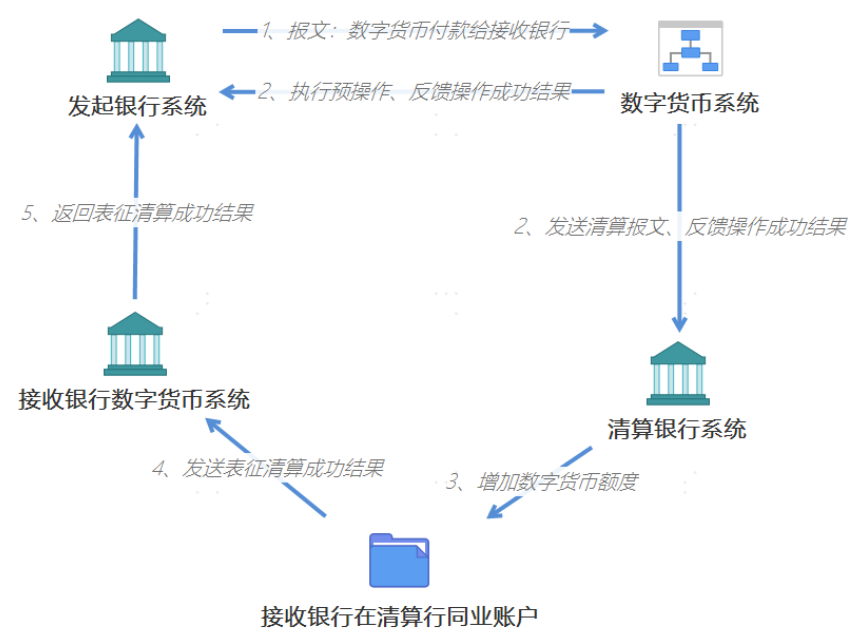 1、报文：数字货币付款给接收银行
2、执行预操作、反馈操作成功结果
发起银行系统
数字货币系统
5、返回表征清算成功结果
2、发送清算报文、反馈操作成功结果
接收银行数字货币系统
清算银行系统
4、发送表征清算成功结果
3、增加数字货币额度
接收银行在清算行同业账户